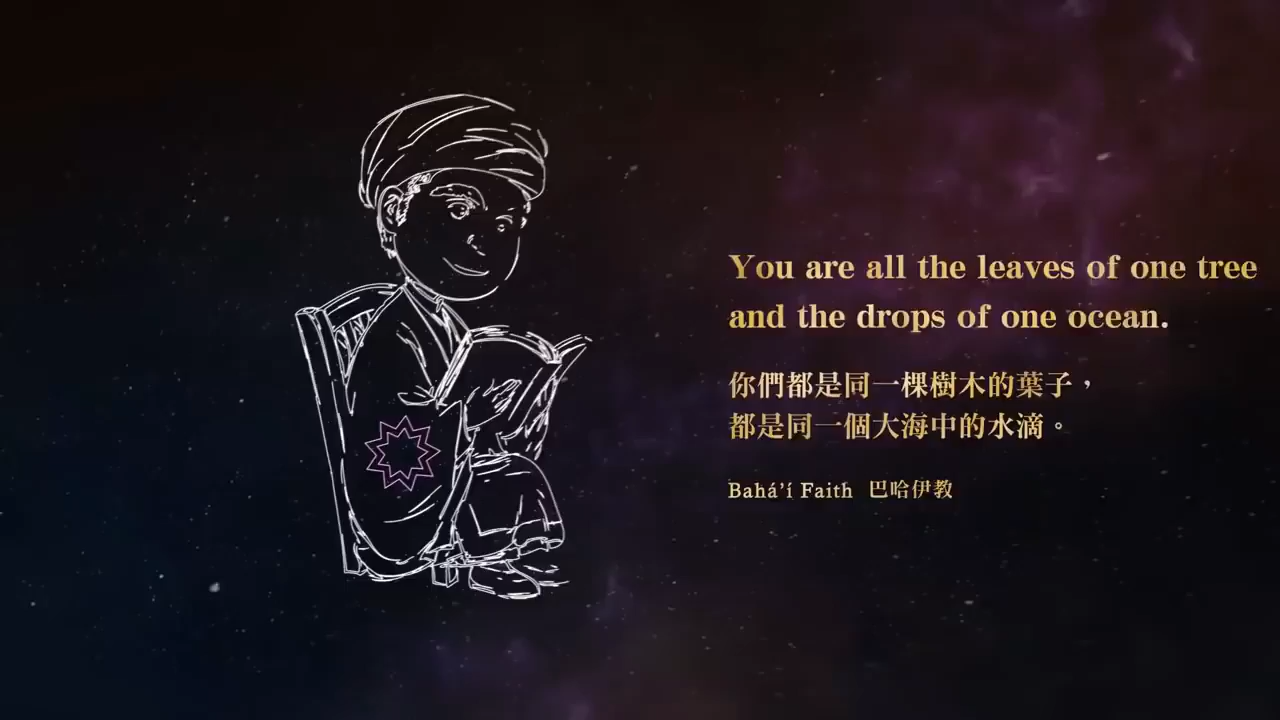 You are all the leaves of one tree
and the drops of one ocean.
你們都是同一棵樹木的葉子，
都是同一個大海中的水滴。
Bahá’í Faith 巴哈伊教